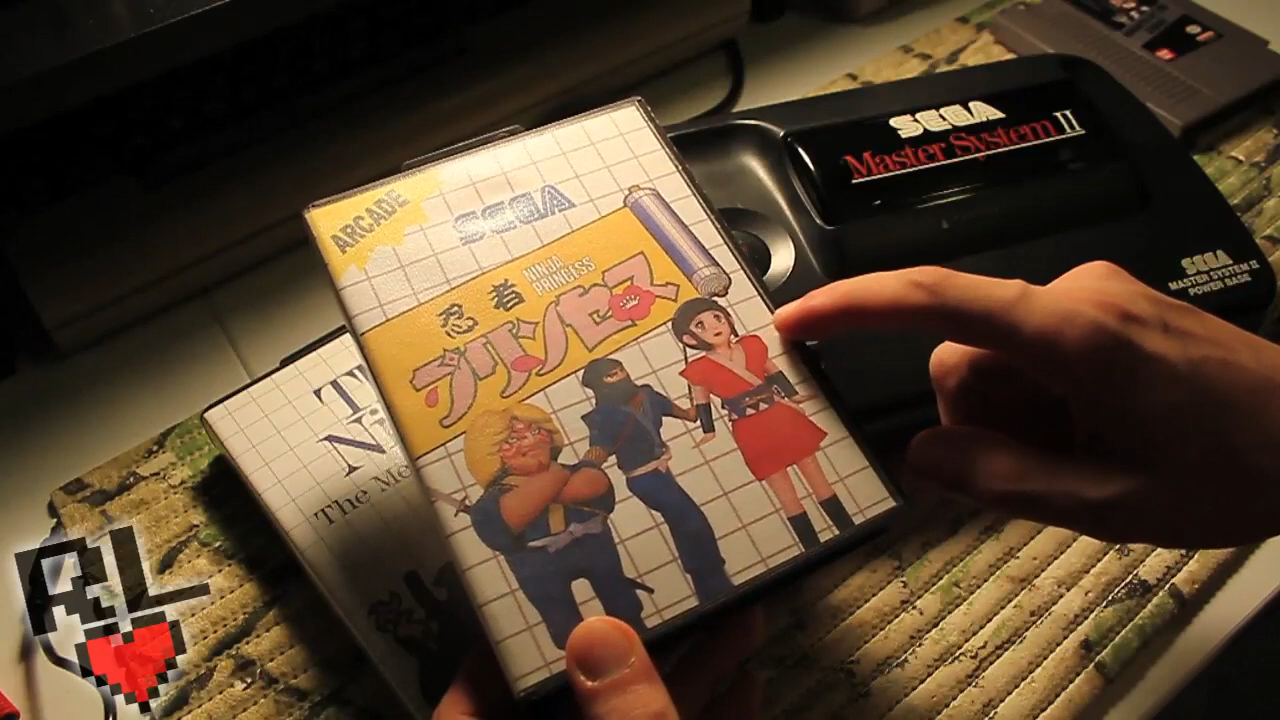 ARCADE
SEGA
忍者
NINJA
PRINCESS
プリンセス
SEGA
Master System II
SEGA
MASTER SYSTEM II
POWER BASE
The Me